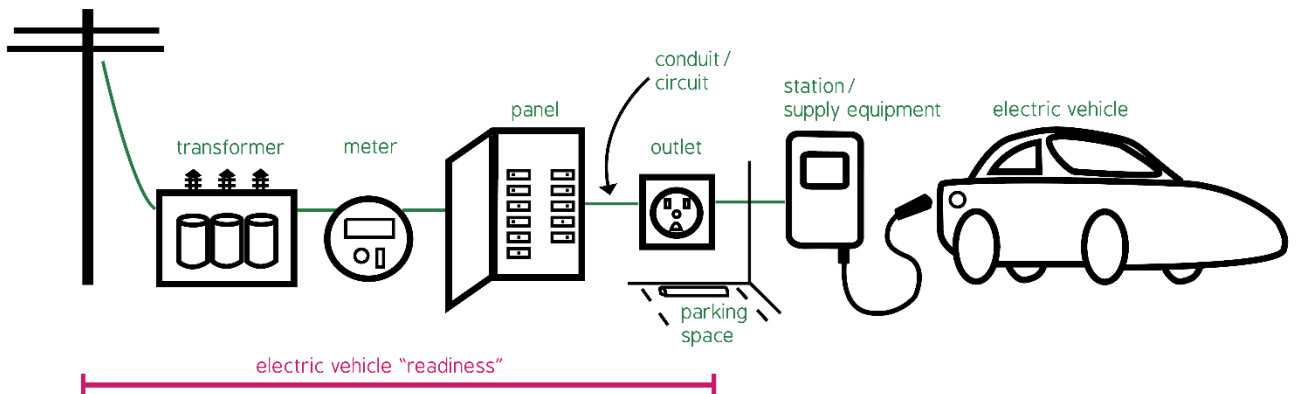 transformer
meter
panel
conduit /
circuit
outlet
station /
supply equipment
electric vehicle
parking
space
electric vehicle “readiness”